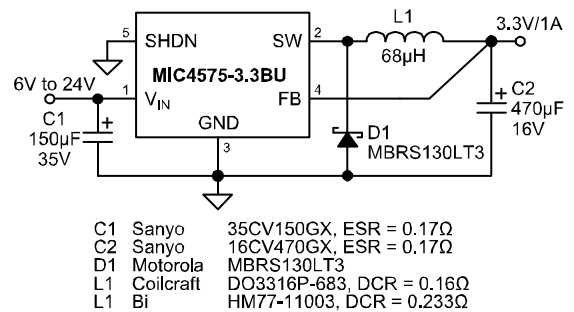 L1
3.3V/1A
5 SHDN SW 2
68µH
MIC4575-3.3BU
6V to 24V
1 VIN FB 4
C2
470µF
16V
C1
150µF
35V
GND
3
D1
MBRS130LT3
C1 Sanyo 35CV150GX, ESR = 0.17Ω
C2 Sanyo 16CV470GX, ESR = 0.17Ω
D1 Motorola MBRS130LT3
L1 Coilcraft DO3316P-683, DCR = 0.16Ω
L1 Bi HM77-11003, DCR = 0.233Ω